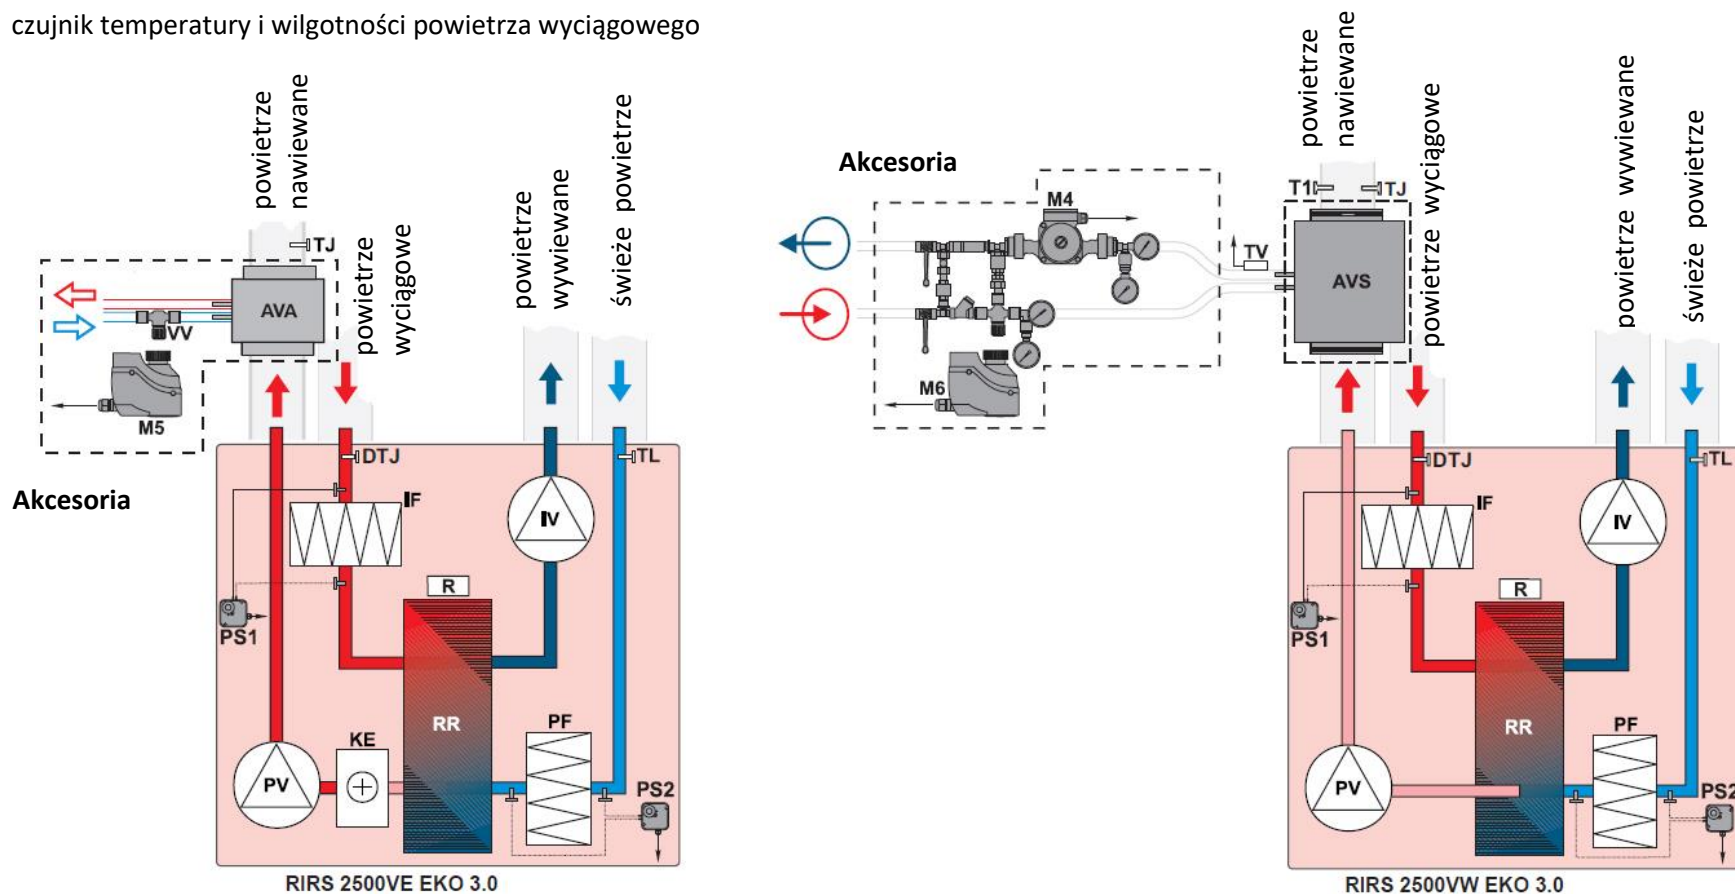 czujnik temperatury i wilgotności powietrza wyciągowego
powietrze
nawiewane
powietrze
wyciągowe
powietrze
wywiewane
świeże powietrze
TJ
AVA
VV
M5
Akcesoria
DTJ
TL
IF
IV
R
PS1
RR
PF
KE
PV
PS2
RIRS 2500VE EKO 3.0
Akcesoria
powietrze
nawiewane
powietrze wyciągowe
powietrze wywiewane
świeże powietrze
M4
T1
TJ
TV
AVS
M6
DTJ
TL
IF
IV
R
PS1
RR
PF
PV
PS2
RIRS 2500VW EKO 3.0